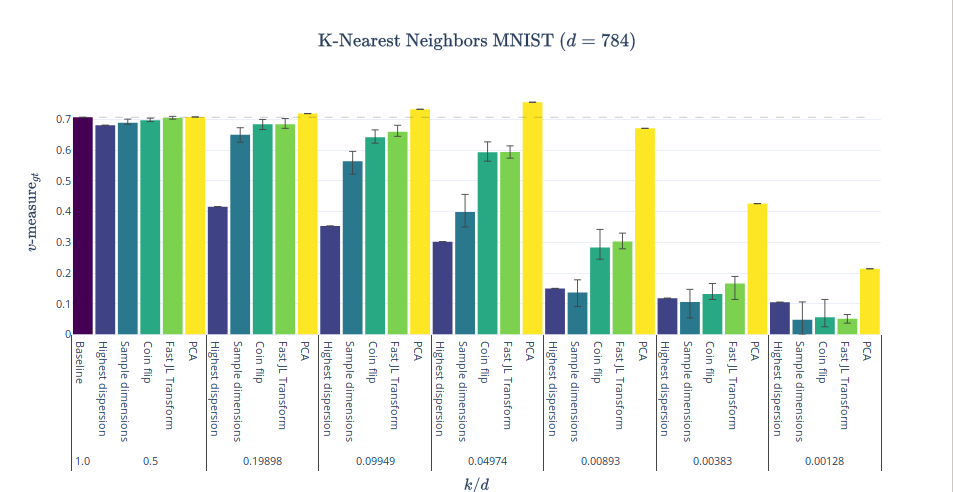 K-Nearest Neighbors MNIST (d = 784)
v-measure_gt
0.7
0.6
0.5
0.4
0.3
0.2
0.1
0
Baseline
Highest dispersion
Sample dimensions
Coin flip
Fast JL Transform
PCA
Highest dispersion
Sample dimensions
Coin flip
Fast JL Transform
PCA
Highest dispersion
Sample dimensions
Coin flip
Fast JL Transform
PCA
Highest dispersion
Sample dimensions
Coin flip
Fast JL Transform
PCA
Highest dispersion
Sample dimensions
Coin flip
Fast JL Transform
PCA
Highest dispersion
Sample dimensions
Coin flip
Fast JL Transform
PCA
Highest dispersion
Sample dimensions
Coin flip
Fast JL Transform
PCA
1.0 0.5 0.19898 0.09949 0.04974 0.00893 0.00383 0.00128
k/d